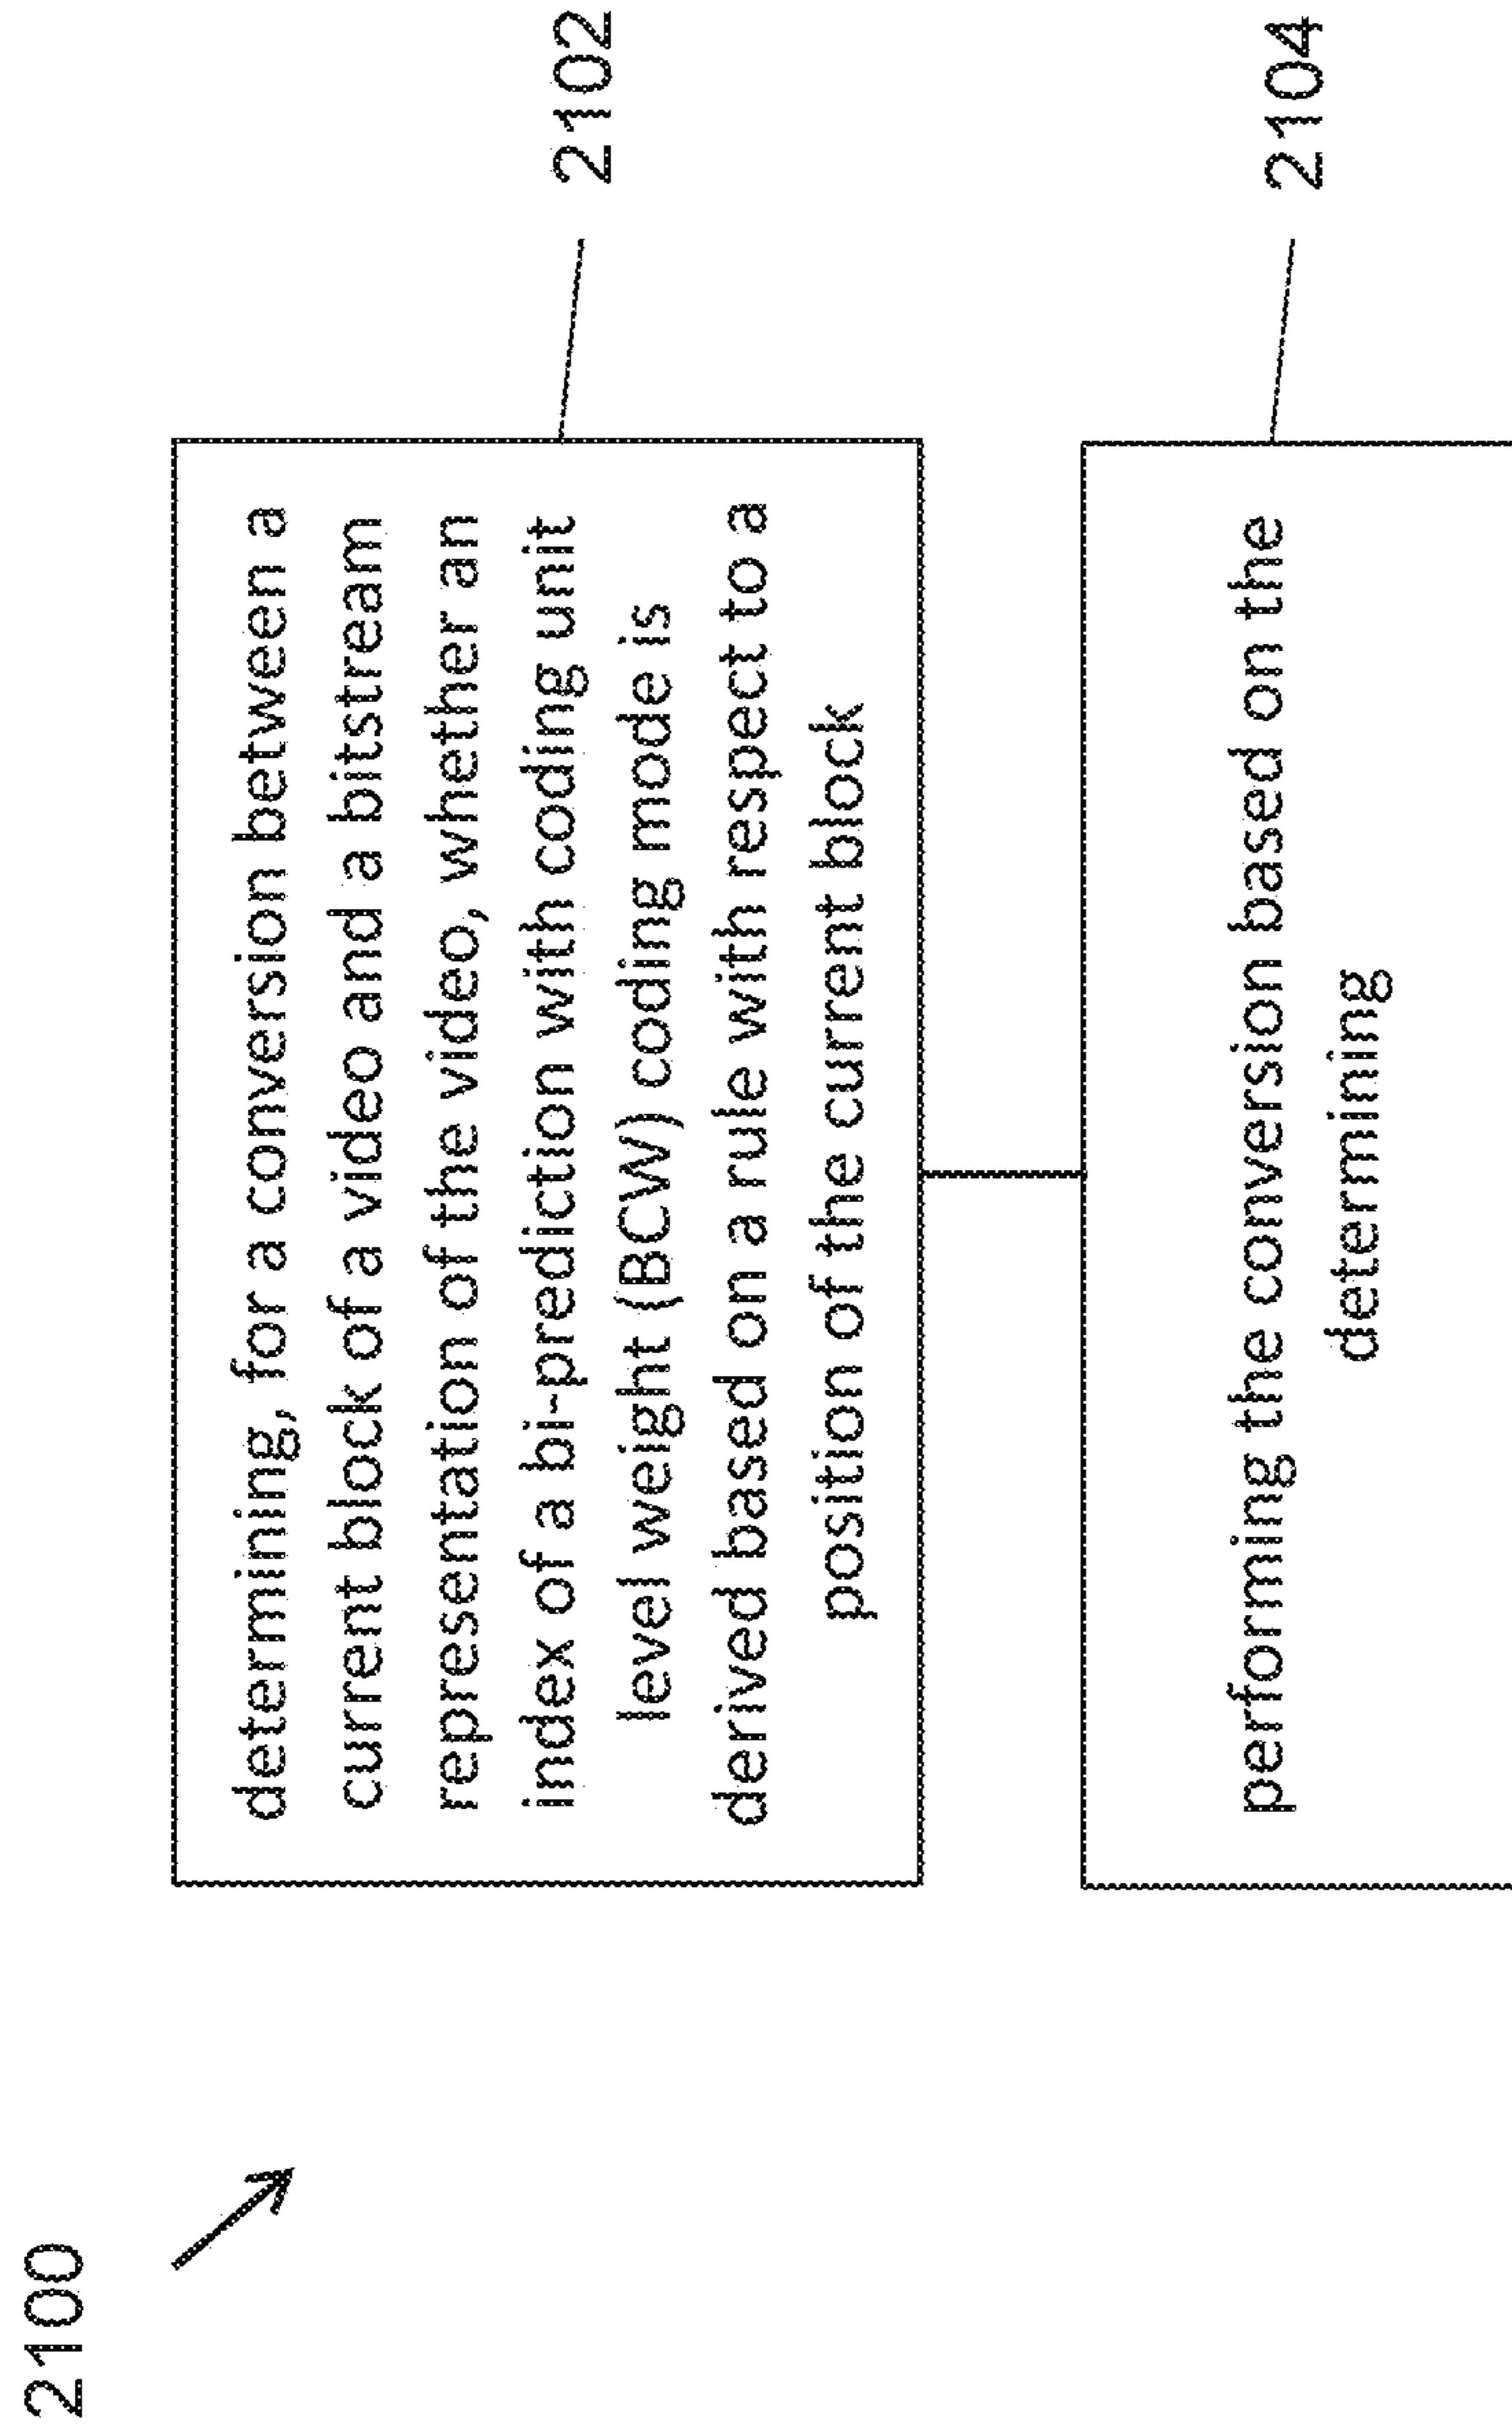 2100
determining, for a conversion between a
current block of a video and a bitstream
representation of the video, whether an
index of a bi-prediction with coding unit
level weight (BCW) coding mode is
derived based on a rule with respect to a
position of the current block
2102
performing the conversion based on the
determining
2104